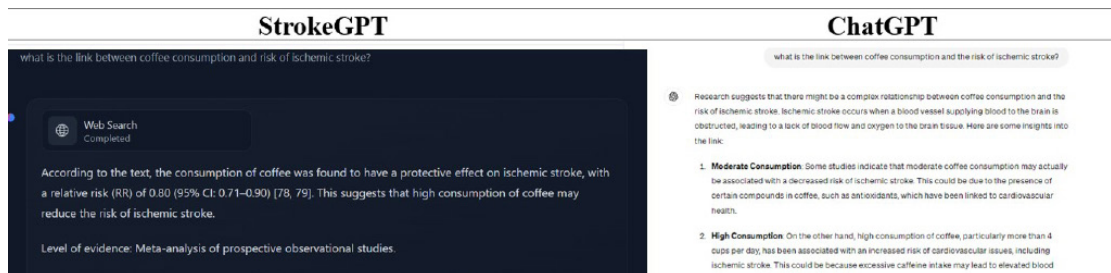 StrokeGPT
what is the link between coffee consumption and risk of ischemic stroke?
Web Search
Completed
According to the text, the consumption of coffee was found to have a protective effect on ischemic stroke, with
a relative risk (RR) of 0.80 (95% CI: 0.71–0.90) [78, 79]. This suggests that high consumption of coffee may
reduce the risk of ischemic stroke.
Level of evidence: Meta-analysis of prospective observational studies.
ChatGPT
what is the link between coffee consumption and the risk of ischemic stroke?
Research suggests that there might be a complex relationship between coffee consumption and the
risk of ischemic stroke. Ischemic stroke occurs when a blood vessel supplying blood to the brain is
obstructed, leading to a lack of blood flow and oxygen to the brain tissue. Here are some insights into
the link:
1. Moderate Consumption: Some studies indicate that moderate coffee consumption may actually
be associated with a decreased risk of ischemic stroke. This could be due to the presence of
certain compounds in coffee, such as antioxidants, which have been linked to cardiovascular
health.
2. High Consumption: On the other hand, high consumption of coffee, particularly more than 4
cups per day, has been associated with an increased risk of cardiovascular issues, including
ischemic stroke. This could be because excessive caffeine intake may lead to elevated blood